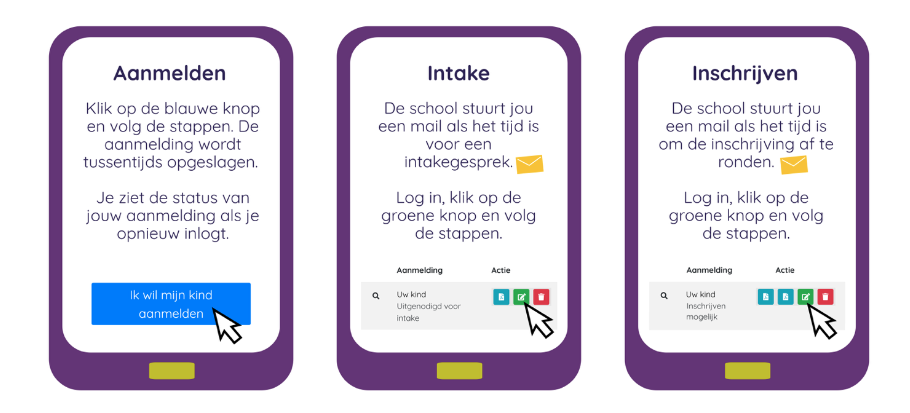 Aanmelden
Klik op de blauwe knop
en volg de stappen. De
aanmelding wordt
tussentijds opgeslagen.
Je ziet de status van
jouw aanmelding als je
opnieuw inlogt.
Ik wil mijn kind
aanmelden
Intake
De school stuurt jou
een mail als het tijd is
voor een
intakegesprek.
Log in, klik op de
groene knop en volg
de stappen.
Aanmelding Actie
Uw kind
Uitgenodigd voor
intake
Inschrijven
De school stuurt jou
een mail als het tijd is
om de inschrijving af te
ronden.
Log in, klik op de
groene knop en volg
de stappen.
Aanmelding Actie
Uw kind
Inschrijven
mogelijk